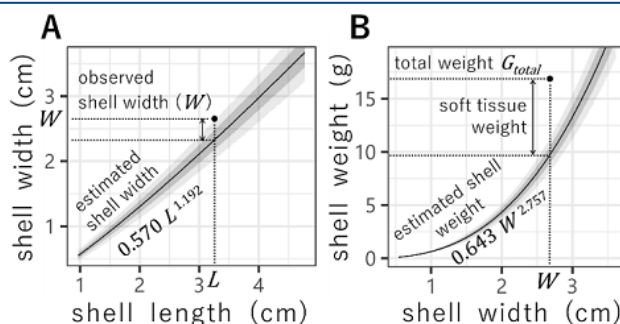 A
B
observed
shell width (W)
estimated
shell width
0.570 L^1.192
W
3
2
1
1
2
3
L
4
shell width (cm)
shell length (cm)
total weight G_total
soft tissue
weight
estimated shell
weight
0.643 W^2.757
15
10
5
0
1
2
W
3
shell weight (g)
shell width (cm)